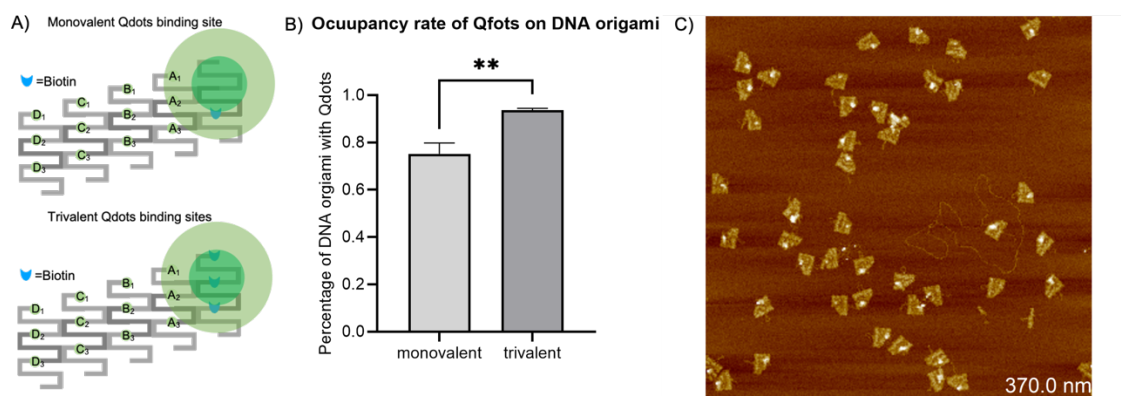 A)
Monovalent Qdots binding site
=Biotin
A1
B1
C1
D1
A2
B2
C2
D2
A3
B3
C3
D3
Trivalent Qdots binding sites
=Biotin
A1
B1
C1
D1
A2
B2
C2
D2
A3
B3
C3
D3
B) Ocuupancy rate of Qfots on DNA origami
**
Percentage of DNA orgiami with Qdots
1.0
0.8
0.6
0.4
0.2
0.0
monovalent trivalent
C)
370.0 nm